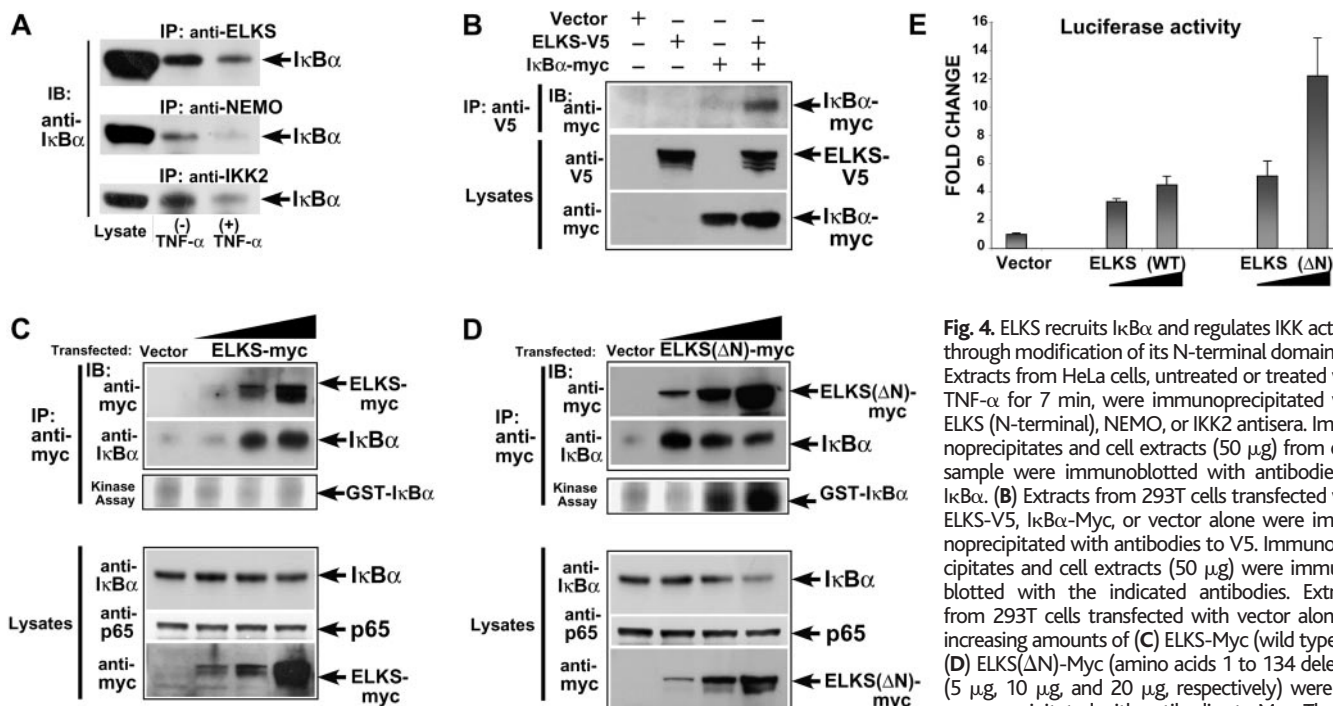 A
IP: anti-ELKS
IκBα
IP: anti-NEMO
IB:
anti-
IκBα
IκBα
IP: anti-IKK2
IκBα
Lysate
(-)
TNF-α
(+)
TNF-α
B
Vector + – – –
ELKS-V5 – + – +
IκBα-myc – – + +
IP: anti-
V5
IB:
anti-
myc
IκBα-
myc
Lysates
anti-
V5
ELKS-
V5
anti-
myc
IκBα-
myc
E
Luciferase activity
FOLD CHANGE
16
14
12
10
8
6
4
2
0
Vector
ELKS (WT)
ELKS (ΔN)
C
Transfected: Vector ELKS-myc
IP:
anti-
myc
IB:
anti-
myc
ELKS-
myc
anti-
IκBα
IκBα
Kinase
Assay
GST-IκBα
Lysates
anti-
IκBα
IκBα
anti-
p65
p65
anti-
myc
ELKS-
myc
D
Transfected: Vector ELKS(ΔN)-myc
IP:
anti-
myc
IB:
anti-
myc
ELKS(ΔN)-
myc
anti-
IκBα
IκBα
Kinase
Assay
GST-IκBα
Lysates
anti-
IκBα
IκBα
anti-
p65
p65
anti-
myc
ELKS(ΔN)-
myc
Fig. 4. ELKS recruits IκBα and regulates IKK acti
through modification of its N-terminal domain
Extracts from HeLa cells, untreated or treated
TNF-α for 7 min, were immunoprecipitated
ELKS (N-terminal), NEMO, or IKK2 antisera. Im
noprecipitates and cell extracts (50 μg) from
sample were immunoblotted with antibodie
IκBα. (B) Extracts from 293T cells transfected
ELKS-V5, IκBα-Myc, or vector alone were im
noprecipitated with antibodies to V5. Immuno
cipitates and cell extracts (50 μg) were immu
blotted with the indicated antibodies. Extr
from 293T cells transfected with vector alon
increasing amounts of (C) ELKS-Myc (wild type
(D) ELKS(ΔN)-Myc (amino acids 1 to 134 dele
(5 μg, 10 μg, and 20 μg, respectively) were